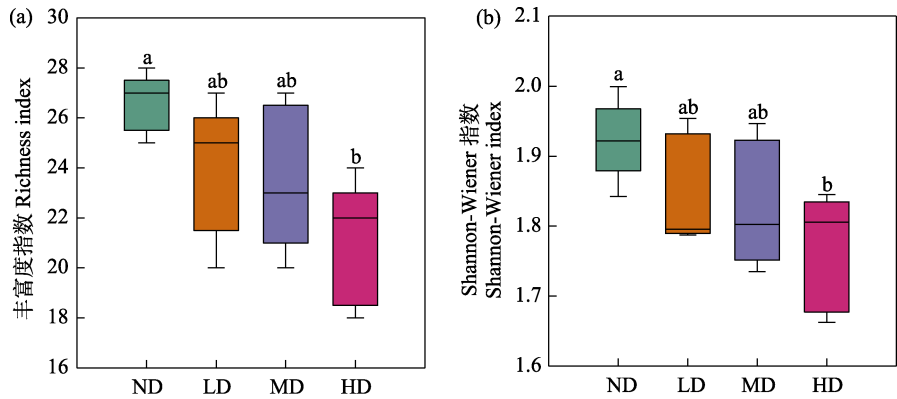 (a)
丰富度指数 Richness index
30
28
26
24
22
20
18
16
a
ab
ab
b
ND
LD
MD
HD
(b)
Shannon-Wiener 指数
Shannon-Wiener index
2.1
2.0
1.9
1.8
1.7
1.6
a
ab
ab
b
ND
LD
MD
HD